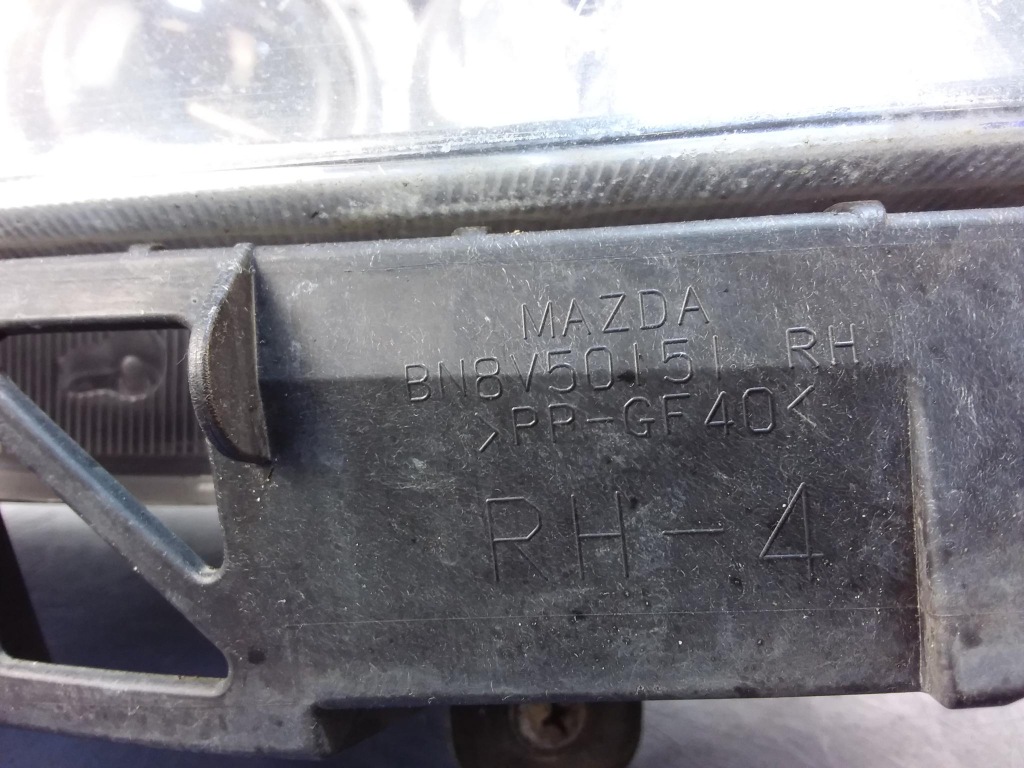 MAZDA
BN8V50151 RH
>PP-GF40<
RH-4